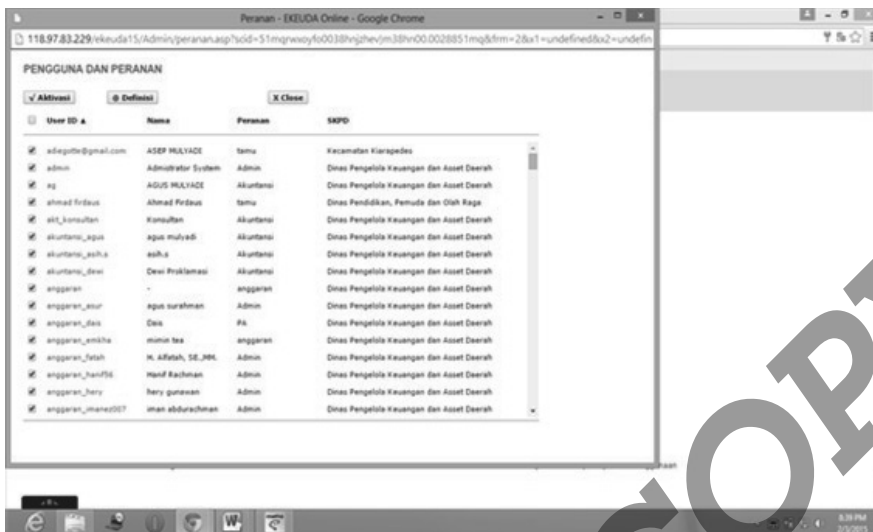 Peranan - EKEUDA Online - Google Chrome
118.97.83.229/ekeuda15/Admin/peranan.asp?scid=
PENGGUNA DAN PERANAN
√ Aktivasi @ Definisi X Close
User ID ▲ Nama Peranan SKPD
adiegotte@gmail.com ASEP MULYADI tamu Kecamatan Kiarapedes
admin Admistrator System Admin Dinas Pengelola Keuangan dan Asset Daerah
ag AGUS MULYADI Akuntansi Dinas Pengelola Keuangan dan Asset Daerah
ahmad firdaus Ahmad Firdaus tamu Dinas Pendidikan, Pemuda dan Olah Raga
akt_konsultan Konsultan Akuntansi Dinas Pengelola Keuangan dan Asset Daerah
akuntansi_agus agus mulyadi Akuntansi Dinas Pengelola Keuangan dan Asset Daerah
akuntansi_asih.s asih.s Akuntansi Dinas Pengelola Keuangan dan Asset Daerah
akuntansi_dewi Dewi Proklamasi Akuntansi Dinas Pengelola Keuangan dan Asset Daerah
anggaran - anggaran Dinas Pengelola Keuangan dan Asset Daerah
anggaran_asur agus surahman Admin Dinas Pengelola Keuangan dan Asset Daerah
anggaran_dais Dais PA Dinas Pengelola Keuangan dan Asset Daerah
anggaran_emkha mimin tea anggaran Dinas Pengelola Keuangan dan Asset Daerah
anggaran_fatah H. Alfatah, SE.,MM. Admin Dinas Pengelola Keuangan dan Asset Daerah
anggaran_hanif56 Hanif Rachman Admin Dinas Pengelola Keuangan dan Asset Daerah
anggaran_hery hery gunawan Admin Dinas Pengelola Keuangan dan Asset Daerah
anggaran_imanez007 iman abdurachman Admin Dinas Pengelola Keuangan dan Asset Daerah
8:39 PM
2/3/2015
COPY